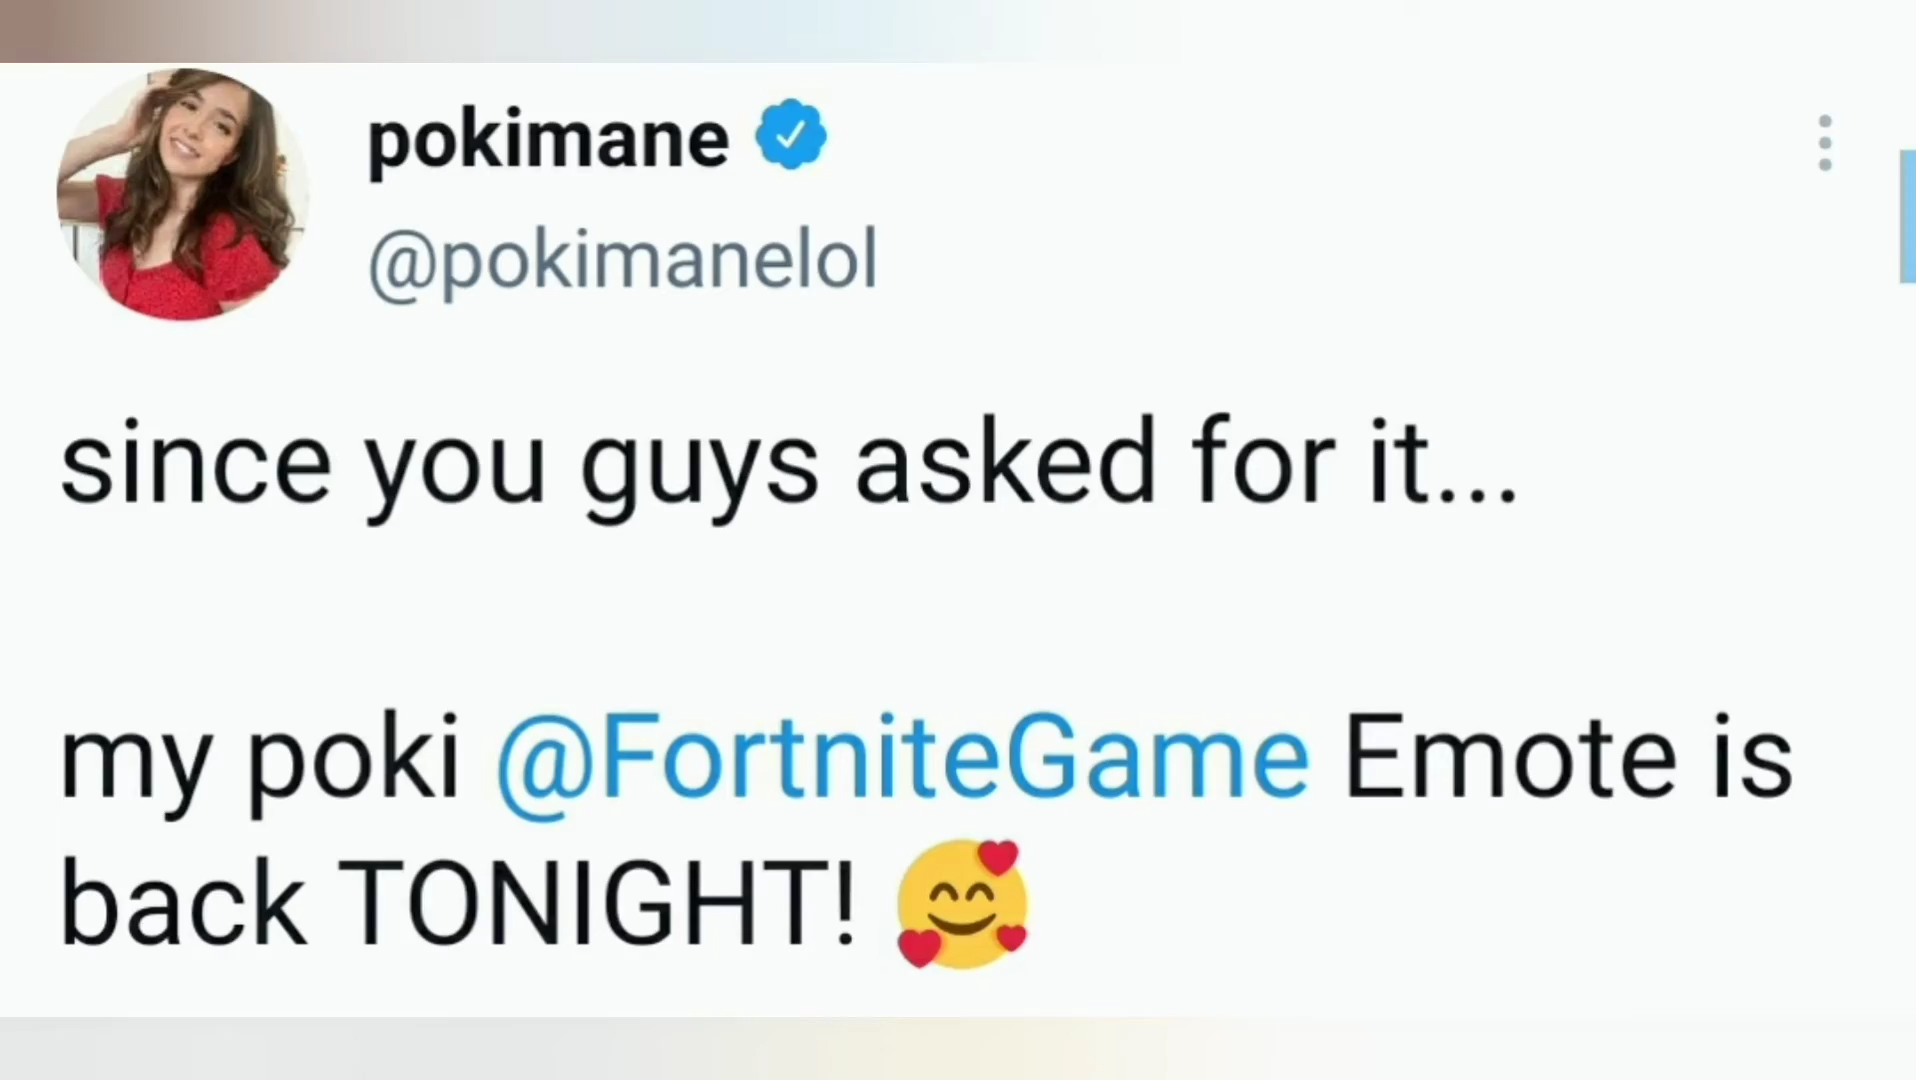 pokimane
@pokimanelol
since you guys asked for it...
my poki @FortniteGame Emote is
back TONIGHT! 🥰